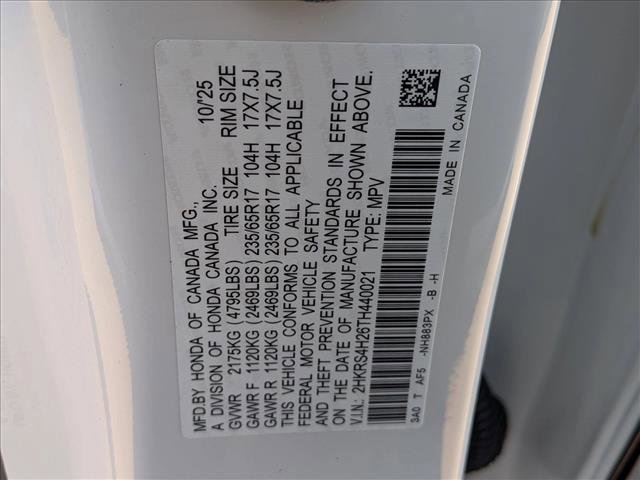 MFD.BY HONDA OF CANADA MFG., 10/'25
A DIVISION OF HONDA CANADA INC.
GVWR 2175KG (4795LBS) TIRE SIZE RIM SIZE
GAWR F 1120KG (2469LBS) 235/65R17 104H 17X7.5J
GAWR R 1120KG (2469LBS) 235/65R17 104H 17X7.5J
THIS VEHICLE CONFORMS TO ALL APPLICABLE
FEDERAL MOTOR VEHICLE SAFETY
AND THEFT PREVENTION STANDARDS IN EFFECT
ON THE DATE OF MANUFACTURE SHOWN ABOVE.
V.I.N.: 2HKRS4H26TH440021 TYPE: MPV
3A0 T AF5 -NH883PX -B -H MADE IN CANADA